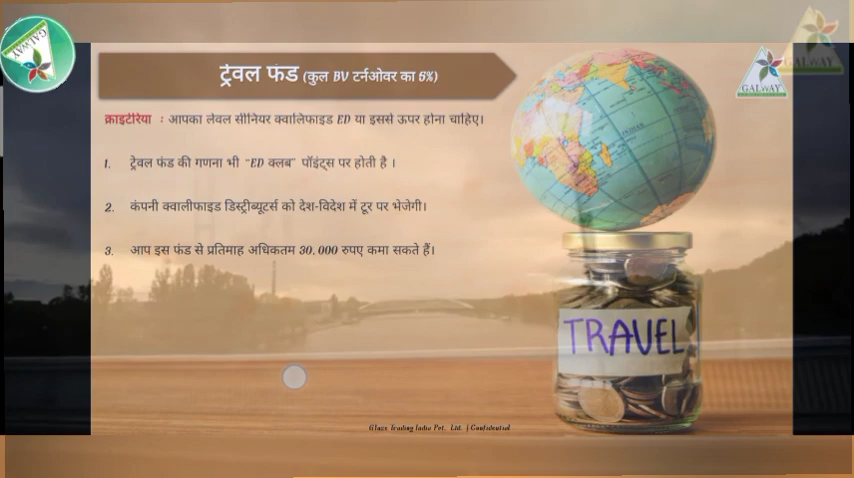 GALWAY
GALWAY
ट्रेवल फंड (कुल BV टर्नओवर का 6%)
GALWAY
क्राइटेरिया : आपका लेवल सीनियर क्वालिफाइड ED या इससे ऊपर होना चाहिए।
1. ट्रेवल फंड की गणना भी "ED क्लब" पॉइंट्स पर होती है ।
2. कंपनी क्वालीफाइड डिस्ट्रीब्यूटर्स को देश-विदेश में टूर पर भेजेगी।
3. आप इस फंड से प्रतिमाह अधिकतम 30,000 रुपए कमा सकते हैं।
TRAVEL
Glaze Trading India Pvt. Ltd. | Confidential